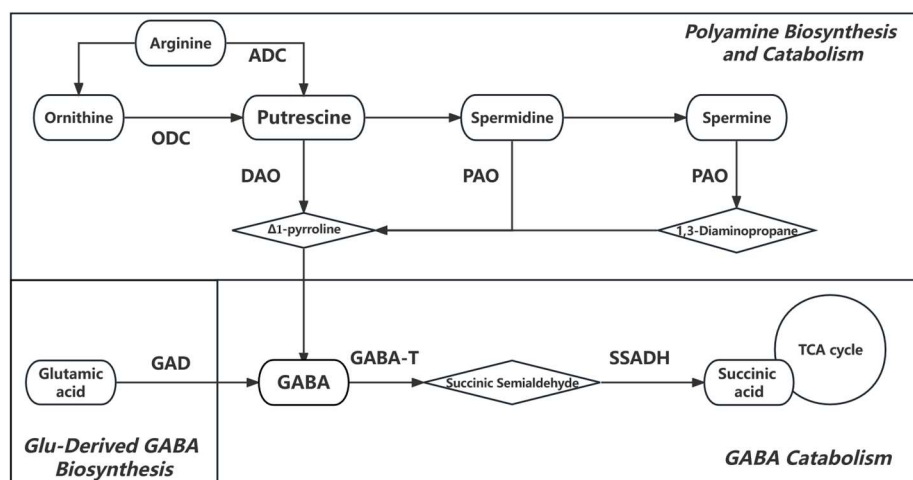 Polyamine Biosynthesis
and Catabolism
Arginine
ADC
Ornithine
ODC
Putrescine
Spermidine
Spermine
DAO
PAO
PAO
Δ1-pyrroline
1,3-Diaminopropane
Glutamic
acid
GAD
GABA
GABA-T
Succinic Semialdehyde
SSADH
Succinic
acid
TCA cycle
Glu-Derived GABA
Biosynthesis
GABA Catabolism